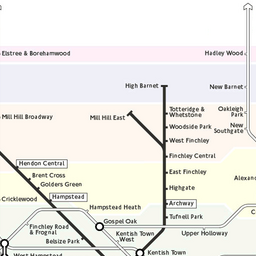 Elstree & Borehamwood
Hadley Wood
High Barnet
New Barnet
Mill Hill Broadway
Mill Hill East
Totteridge &
Whetstone
Oakleigh
Park
Woodside Park
New
Southgate
West Finchley
Finchley Central
Hendon Central
Brent Cross
East Finchley
Golders Green
Highgate
Cricklewood
Hampstead
Archway
Hampstead Heath
Tufnell Park
Gospel Oak
Finchley Road
& Frognal
Kentish Town
West
Upper Holloway
Belsize Park
West Hampstead
Kentish Town